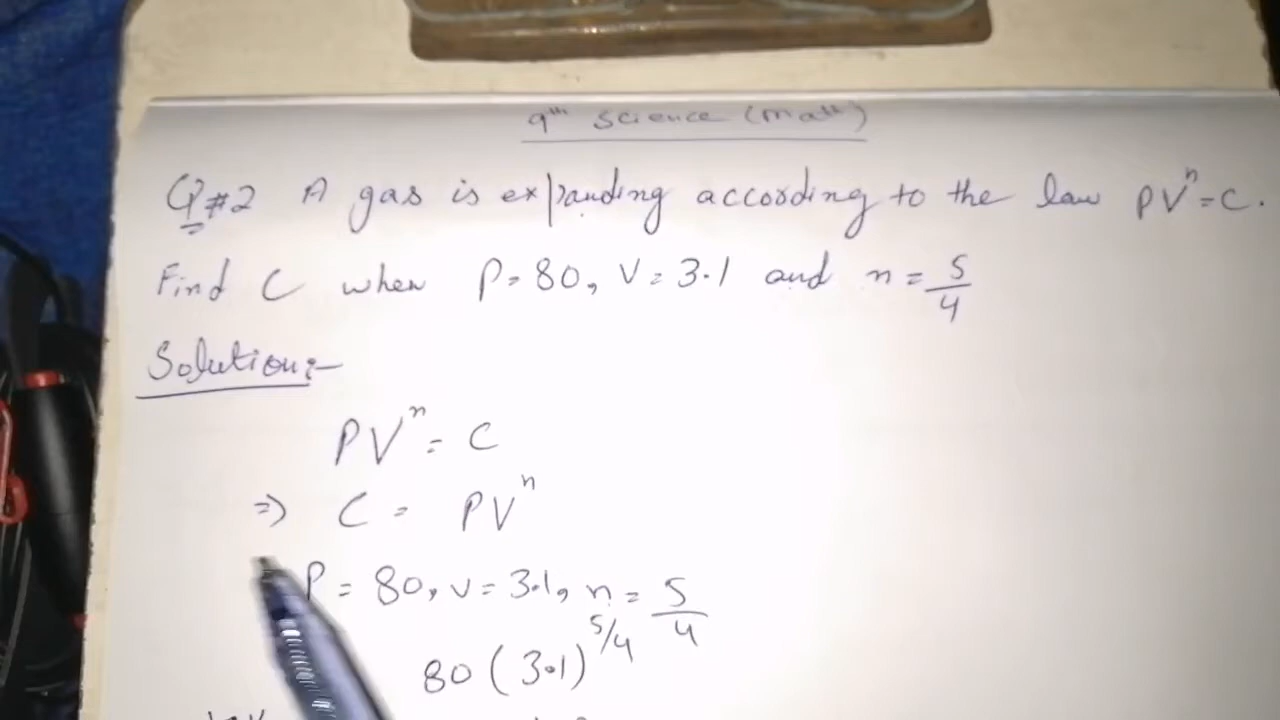 9th Science (Math)
Q#2 A gas is expanding according to the law PV^n = C.
Find C when P = 80, V = 3.1 and n = 5/4
Solution:-
PV^n = C
=> C = PV^n
P = 80, V = 3.1, n = 5/4
80 (3.1)^5/4